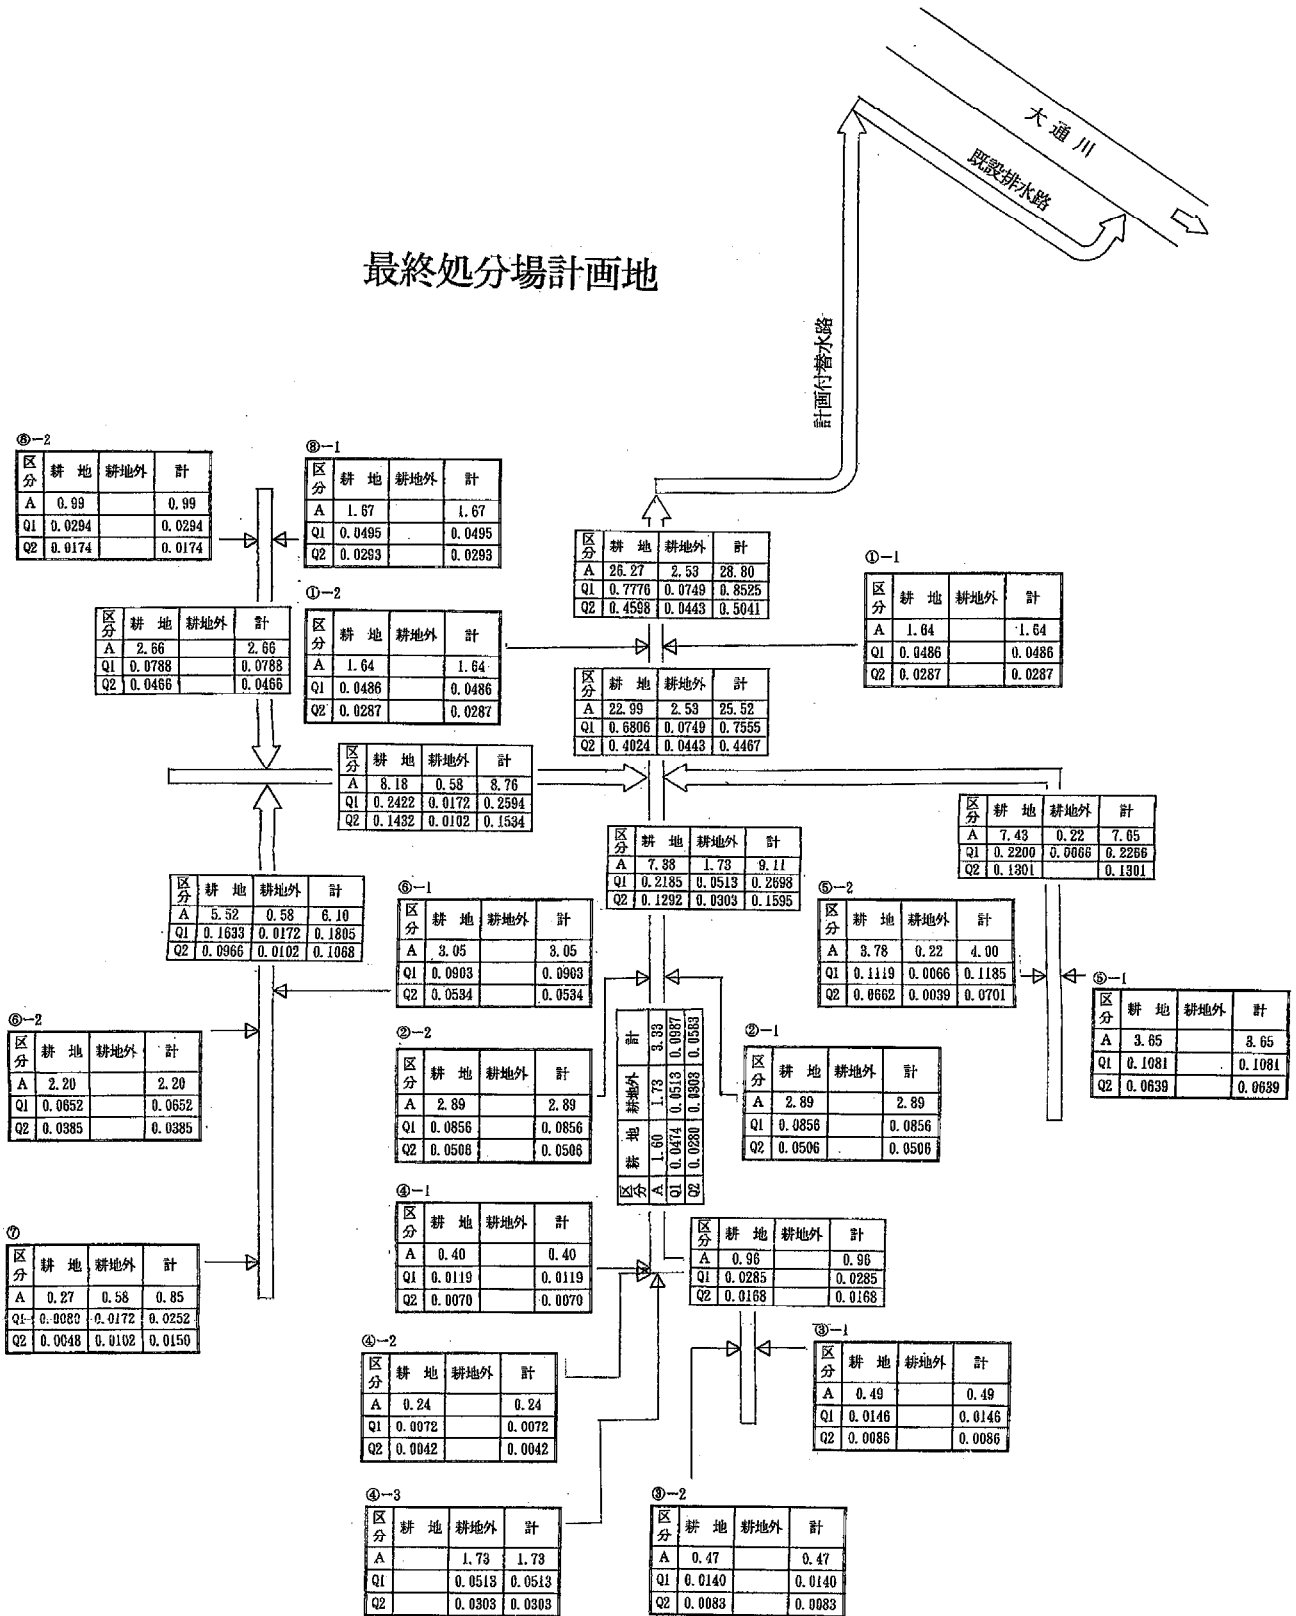 大通川
既設排水路
最終処分場計画地
計画付替水路
⑧-2
区分 耕地 耕地外 計
A 0.99 0.99
Q1 0.0294 0.0294
Q2 0.0174 0.0174
⑧-1
区分 耕地 耕地外 計
A 1.67 1.67
Q1 0.0495 0.0495
Q2 0.0293 0.0293
区分 耕地 耕地外 計
A 26.27 2.53 28.80
Q1 0.7776 0.0749 0.8525
Q2 0.4598 0.0443 0.5041
①-1
区分 耕地 耕地外 計
A 1.64 1.64
Q1 0.0486 0.0486
Q2 0.0287 0.0287
区分 耕地 耕地外 計
A 2.66 2.66
Q1 0.0788 0.0788
Q2 0.0466 0.0466
①-2
区分 耕地 耕地外 計
A 1.64 1.64
Q1 0.0486 0.0486
Q2 0.0287 0.0287
区分 耕地 耕地外 計
A 22.99 2.53 25.52
Q1 0.6806 0.0749 0.7555
Q2 0.4024 0.0443 0.4467
区分 耕地 耕地外 計
A 8.18 0.58 8.76
Q1 0.2422 0.0172 0.2594
Q2 0.1432 0.0102 0.1534
区分 耕地 耕地外 計
A 7.43 0.22 7.65
Q1 0.2200 0.0066 0.2266
Q2 0.1301 0.1301
区分 耕地 耕地外 計
A 7.38 1.73 9.11
Q1 0.2185 0.0513 0.2698
Q2 0.1292 0.0303 0.1595
区分 耕地 耕地外 計
A 5.52 0.58 6.10
Q1 0.1633 0.0172 0.1805
Q2 0.0966 0.0102 0.1068
⑥-1
区分 耕地 耕地外 計
A 3.05 3.05
Q1 0.0903 0.0903
Q2 0.0534 0.0534
⑤-2
区分 耕地 耕地外 計
A 3.78 0.22 4.00
Q1 0.1119 0.0066 0.1185
Q2 0.0662 0.0039 0.0701
⑤-1
区分 耕地 耕地外 計
A 3.65 3.65
Q1 0.1081 0.1081
Q2 0.0639 0.0639
⑥-2
区分 耕地 耕地外 計
A 2.20 2.20
Q1 0.0652 0.0652
Q2 0.0385 0.0385
②-2
区分 耕地 耕地外 計
A 2.89 2.89
Q1 0.0856 0.0856
Q2 0.0506 0.0506
区分 耕地 耕地外 計
A 1.60 1.73 3.33
Q1 0.0474 0.0513 0.0987
Q2 0.0280 0.0303 0.0583
②-1
区分 耕地 耕地外 計
A 2.89 2.89
Q1 0.0856 0.0856
Q2 0.0506 0.0506
④-1
区分 耕地 耕地外 計
A 0.40 0.40
Q1 0.0119 0.0119
Q2 0.0070 0.0070
区分 耕地 耕地外 計
A 0.96 0.96
Q1 0.0285 0.0285
Q2 0.0168 0.0168
⑦
区分 耕地 耕地外 計
A 0.27 0.58 0.85
Q1 0.0080 0.0172 0.0252
Q2 0.0048 0.0102 0.0150
④-2
区分 耕地 耕地外 計
A 0.24 0.24
Q1 0.0072 0.0072
Q2 0.0042 0.0042
③-1
区分 耕地 耕地外 計
A 0.49 0.49
Q1 0.0146 0.0146
Q2 0.0086 0.0086
④-3
区分 耕地 耕地外 計
A 1.73 1.73
Q1 0.0513 0.0513
Q2 0.0303 0.0303
③-2
区分 耕地 耕地外 計
A 0.47 0.47
Q1 0.0140 0.0140
Q2 0.0083 0.0083